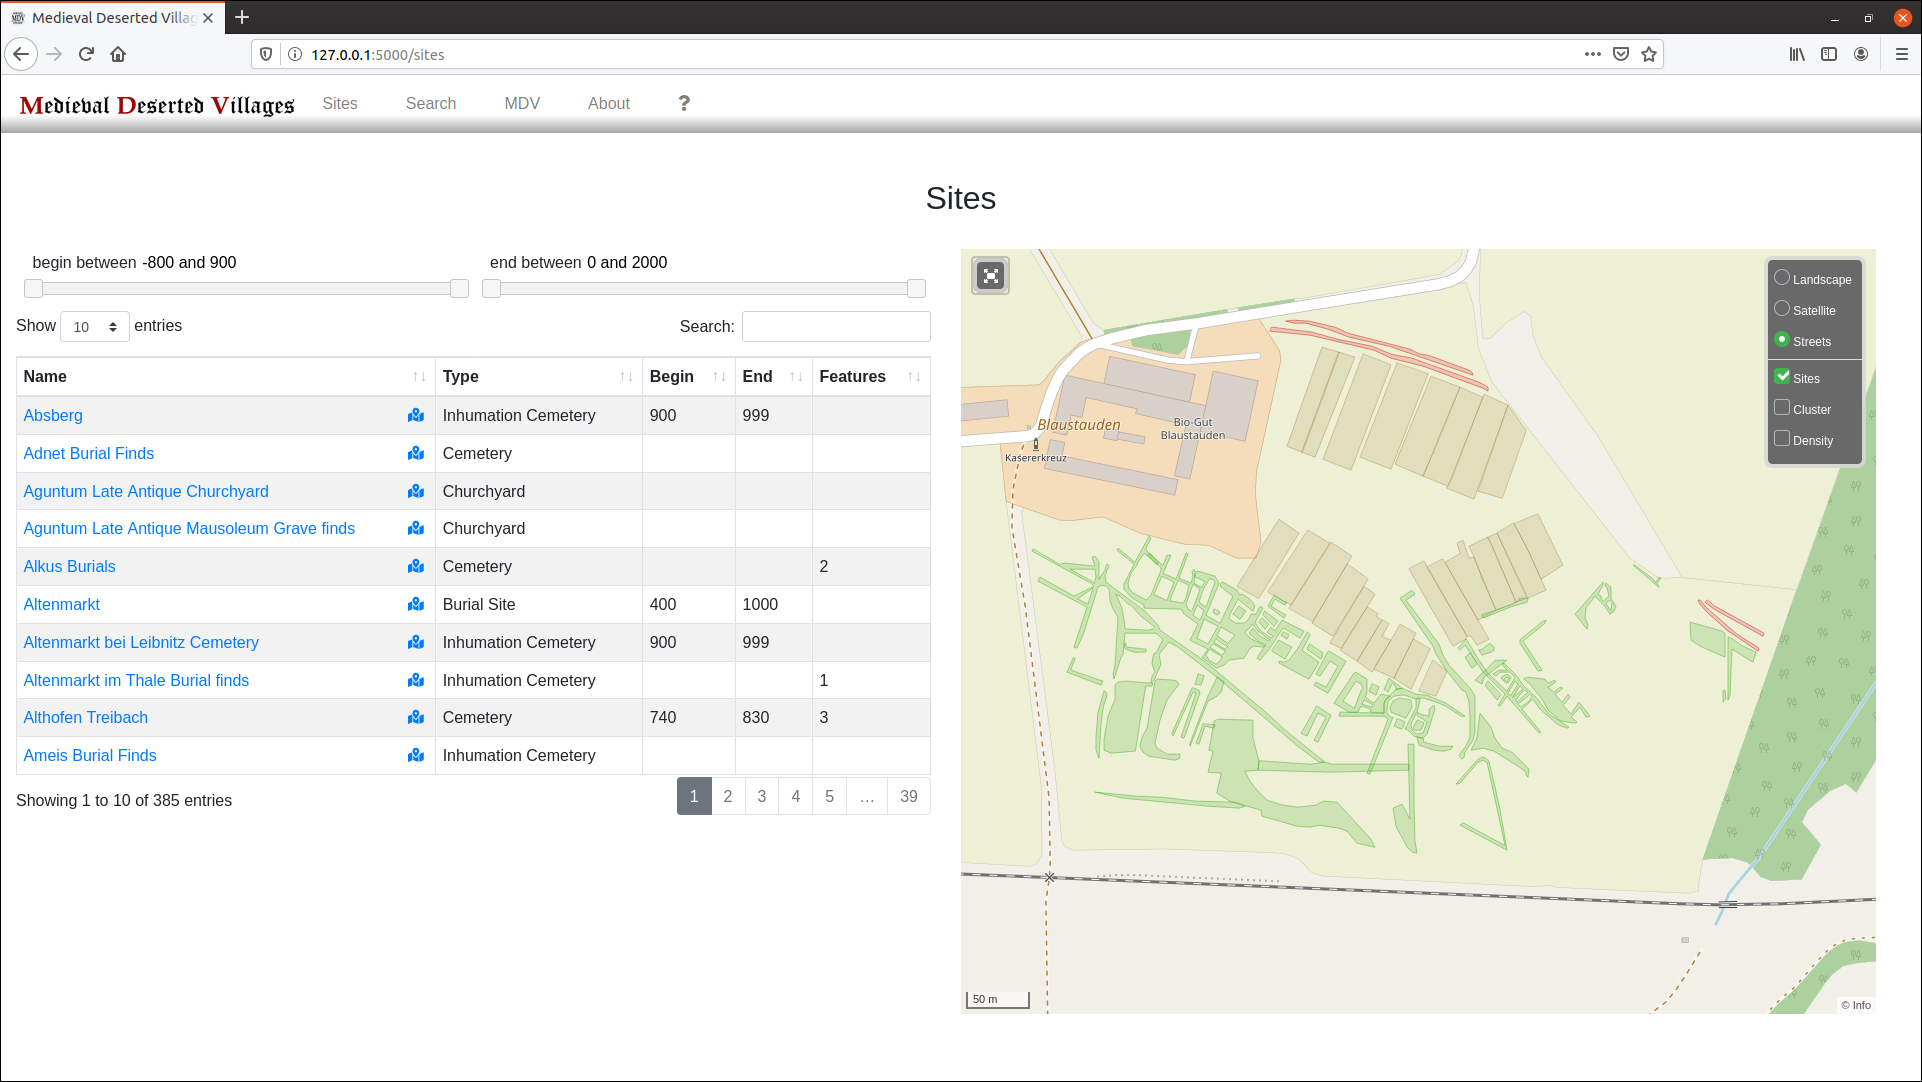 Medieval Deserted Villag
127.0.0.1:5000/sites
Medieval Deserted Villages
Sites
Search
MDV
About
?
Sites
begin between -800 and 900
end between 0 and 2000
Show 10 entries
Search:
Name Type Begin End Features
Absberg Inhumation Cemetery 900 999
Adnet Burial Finds Cemetery
Aguntum Late Antique Churchyard Churchyard
Aguntum Late Antique Mausoleum Grave finds Churchyard
Alkus Burials Cemetery 2
Altenmarkt Burial Site 400 1000
Altenmarkt bei Leibnitz Cemetery Inhumation Cemetery 900 999
Altenmarkt im Thale Burial finds Inhumation Cemetery 1
Althofen Treibach Cemetery 740 830 3
Ameis Burial Finds Inhumation Cemetery
Showing 1 to 10 of 385 entries
1 2 3 4 5 … 39
Landscape
Satellite
Streets
Sites
Cluster
Density
Blaustauden
Bio-Gut
Blaustauden
Kasererkreuz
50 m
© Info